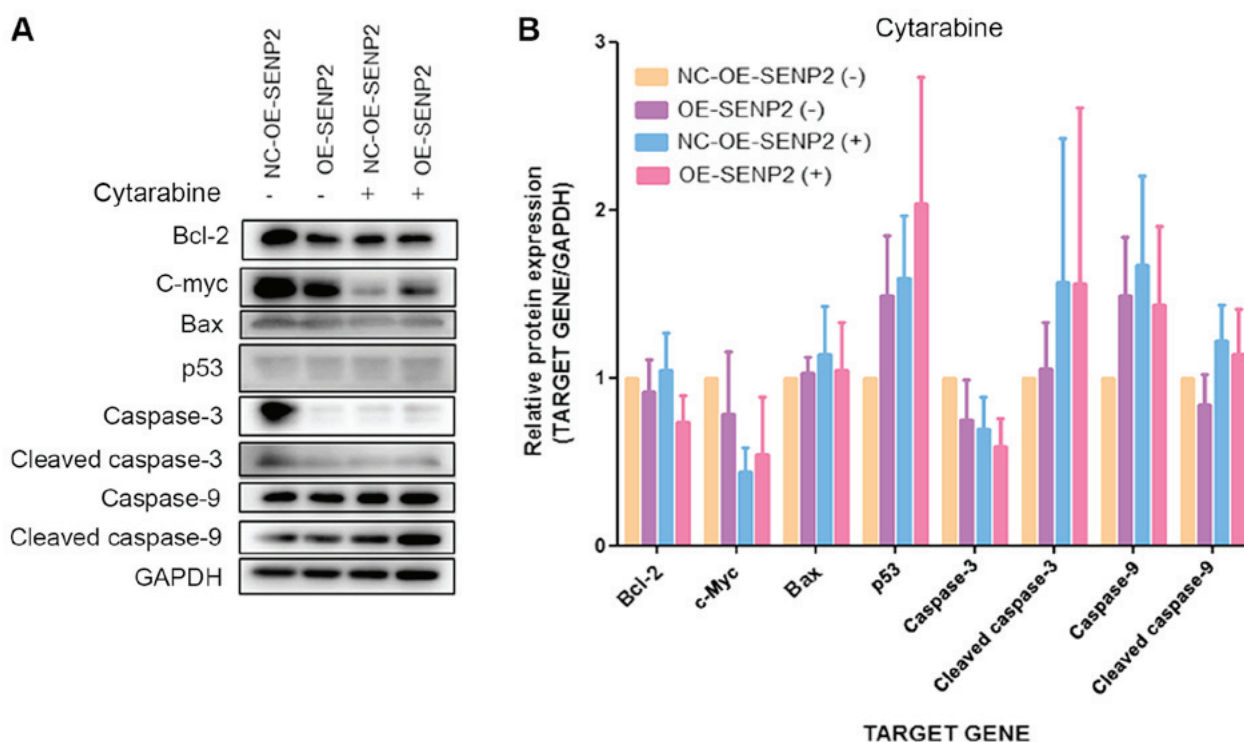 A
NC-OE-SENP2
OE-SENP2
NC-OE-SENP2
OE-SENP2
Cytarabine - - + +
Bcl-2
C-myc
Bax
p53
Caspase-3
Cleaved caspase-3
Caspase-9
Cleaved caspase-9
GAPDH
B
Cytarabine
NC-OE-SENP2 (-)
OE-SENP2 (-)
NC-OE-SENP2 (+)
OE-SENP2 (+)
Relative protein expression
(TARGET GENE/GAPDH)
3
2
1
0
Bcl-2
c-Myc
Bax
p53
Caspase-3
Cleaved caspase-3
Caspase-9
Cleaved caspase-9
TARGET GENE